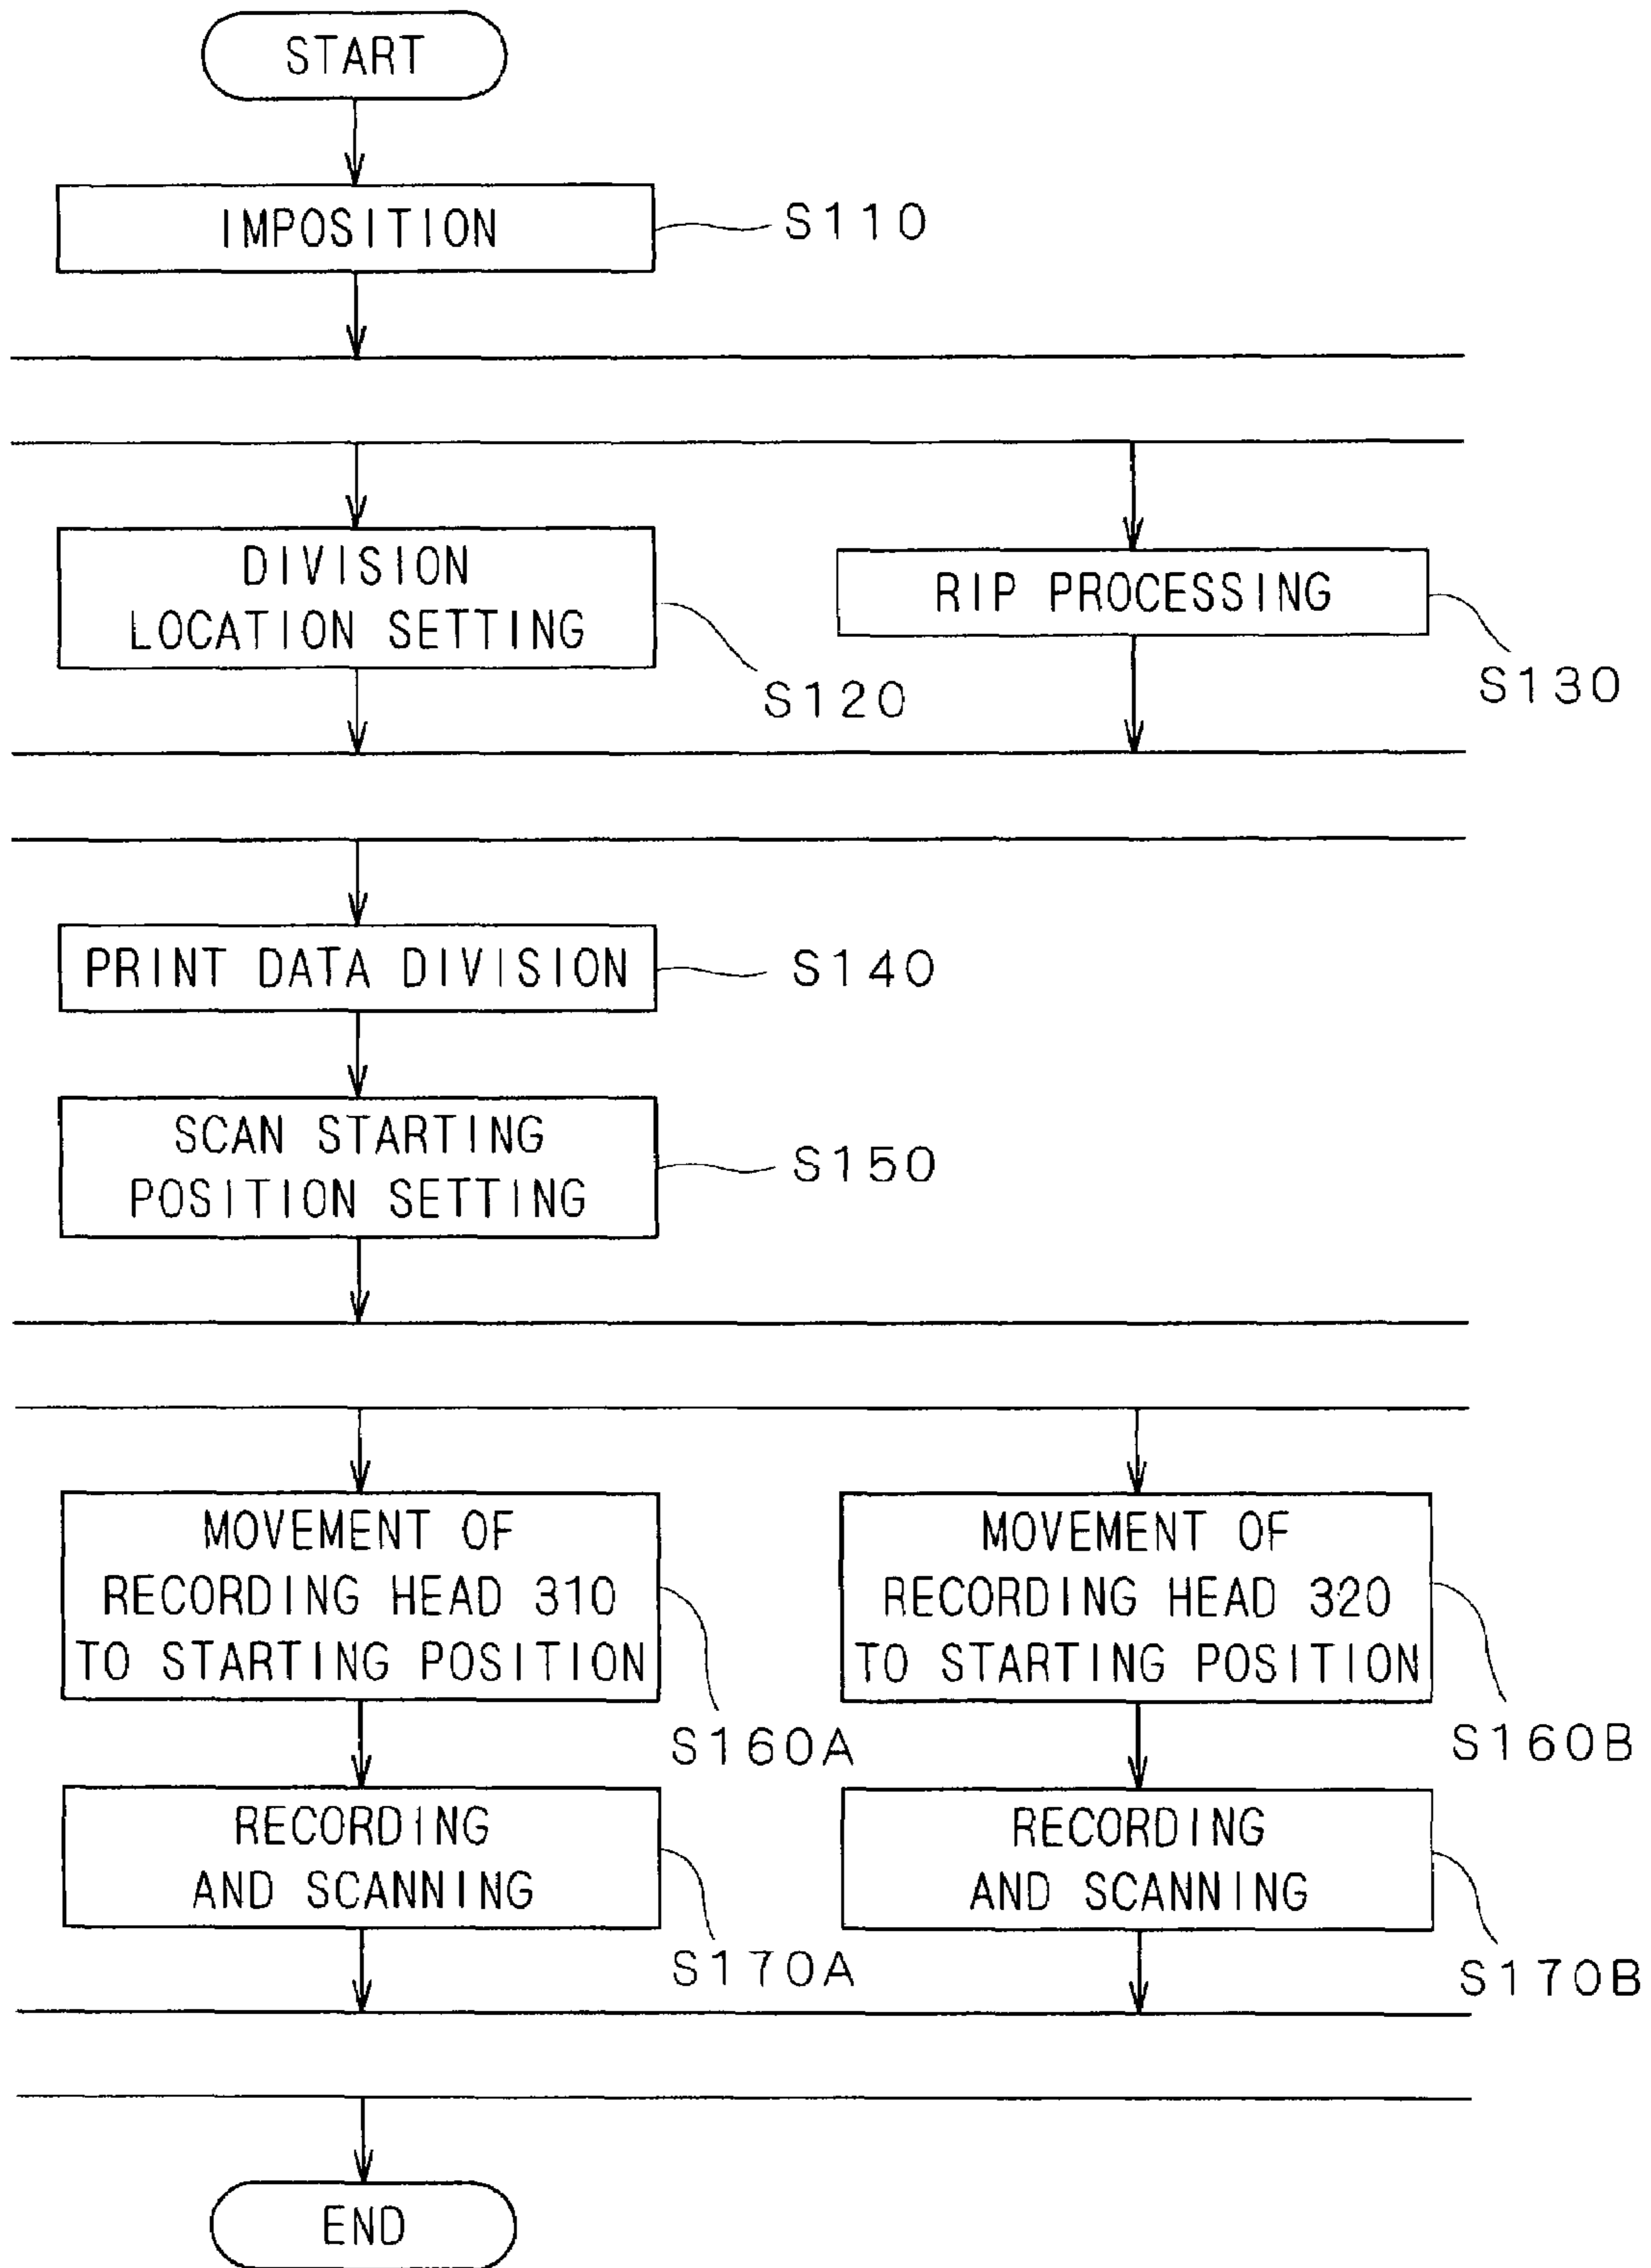 START
IMPOSITION
S110
DIVISION
LOCATION SETTING
S120
RIP PROCESSING
S130
PRINT DATA DIVISION
S140
SCAN STARTING
POSITION SETTING
S150
MOVEMENT OF
RECORDING HEAD 310
TO STARTING POSITION
S160A
MOVEMENT OF
RECORDING HEAD 320
TO STARTING POSITION
S160B
RECORDING
AND SCANNING
S170A
RECORDING
AND SCANNING
S170B
END